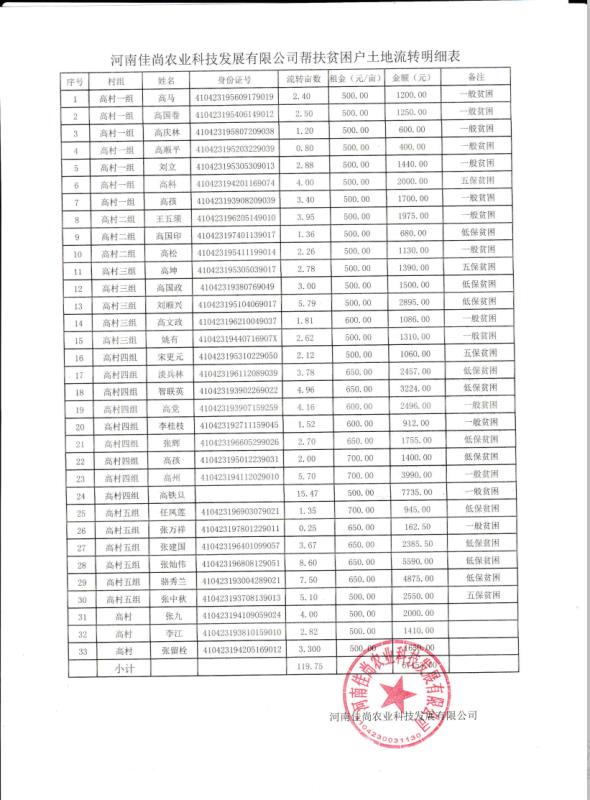 河南佳尚农业科技发展有限公司帮扶贫困户土地流转明细表
序号 村组 姓名 身份证号 流转亩数 租金(元/亩) 金额(元) 备注
1 高村一组 高马 410423195609179019 2.40 500.00 1200.00 一般贫困
2 高村一组 高国卷 410423195406149012 2.50 500.00 1250.00 一般贫困
3 高村一组 高庆林 410423195807209038 1.20 500.00 600.00 一般贫困
4 高村一组 高顺平 410423195203229039 0.80 500.00 400.00 一般贫困
5 高村一组 刘立 410423195305309013 2.88 500.00 1440.00 一般贫困
6 高村一组 高科 410423194201169074 4.00 500.00 2000.00 五保贫困
7 高村一组 高孩 410423193908209039 3.40 500.00 1700.00 一般贫困
8 高村二组 王五须 410423196205149010 3.95 500.00 1975.00 一般贫困
9 高村二组 高国印 410423197401139017 1.36 500.00 680.00 低保贫困
10 高村二组 高松 410423195411199014 2.26 500.00 1130.00 一般贫困
11 高村三组 高坤 410423195305039017 2.78 500.00 1390.00 五保贫困
12 高村三组 高国政 41042319380769049 3.00 500.00 1500.00 低保贫困
13 高村三组 刘顺兴 410423195104069017 5.79 500.00 2895.00 低保贫困
14 高村三组 高文政 410423196210049037 1.81 600.00 1086.00 一般贫困
15 高村三组 姚有 41042319440716907X 2.62 500.00 1310.00 一般贫困
16 高村四组 宋更元 410423195310229050 2.12 500.00 1060.00 五保贫困
17 高村四组 淡兵林 410423196112089039 3.78 650.00 2457.00 低保贫困
18 高村四组 智联英 410423193902269022 4.96 650.00 3224.00 低保贫困
19 高村四组 高党 410423193907159259 4.16 600.00 2496.00 一般贫困
20 高村四组 李桂枝 410423192711159045 1.52 600.00 912.00 一般贫困
21 高村四组 张辉 410423196605299026 2.70 650.00 1755.00 低保贫困
22 高村四组 高孩 410423195012239031 2.00 700.00 1400.00 低保贫困
23 高村四组 高州 410423194112029010 5.70 700.00 3990.00 一般贫困
24 高村四组 高铁旦 15.47 500.00 7735.00 一般贫困
25 高村五组 任凤莲 410423196903079021 1.35 700.00 945.00 低保贫困
26 高村五组 张万祥 410423197801229011 0.25 650.00 162.50 一般贫困
27 高村五组 张建国 410423196401099057 3.67 650.00 2385.50 低保贫困
28 高村五组 张灿伟 410423196808129051 8.60 650.00 5590.00 低保贫困
29 高村五组 骆秀兰 410423193004289021 7.50 650.00 4875.00 低保贫困
30 高村五组 张中秋 410423193708139013 5.10 500.00 2550.00 五保贫困
31 高村 张九 410423194109059024 4.00 500.00 2000.00
32 高村 李江 410423193810159010 2.82 500.00 1410.00
33 高村 张留栓 410423194205169012 3.300 500.00 1650.00
小计 119.75
河南佳尚农业科技发展有限公司
河南佳尚农业科技发展有限公司
4104230031130